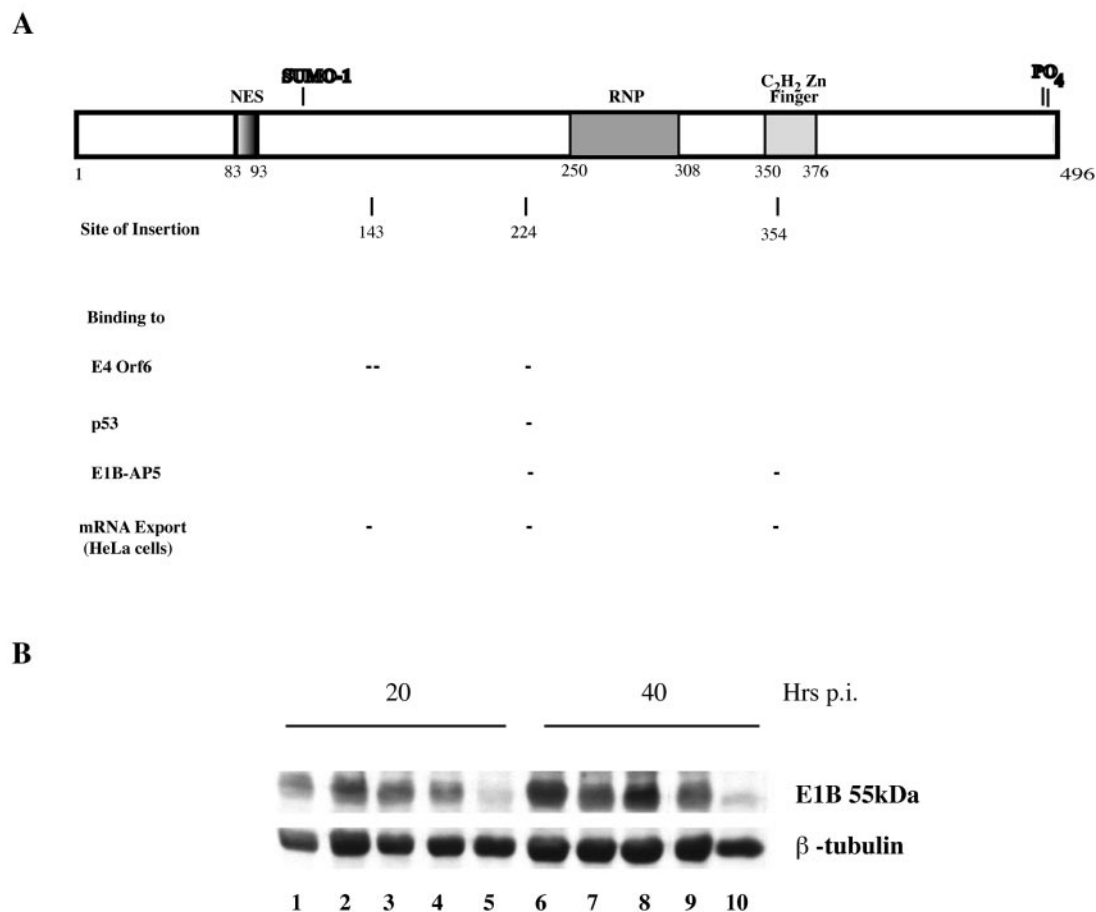 A
SUMO-1
NES
RNP
C2H2 Zn
Finger
PO4
1
83 93
250
308
350
376
496
Site of Insertion
143
224
354
Binding to
E4 Orf6
-- -
p53
-
E1B-AP5
- -
mRNA Export
(HeLa cells)
- - -
B
20
40
Hrs p.i.
E1B 55kDa
β -tubulin
1 2 3 4 5 6 7 8 9 10